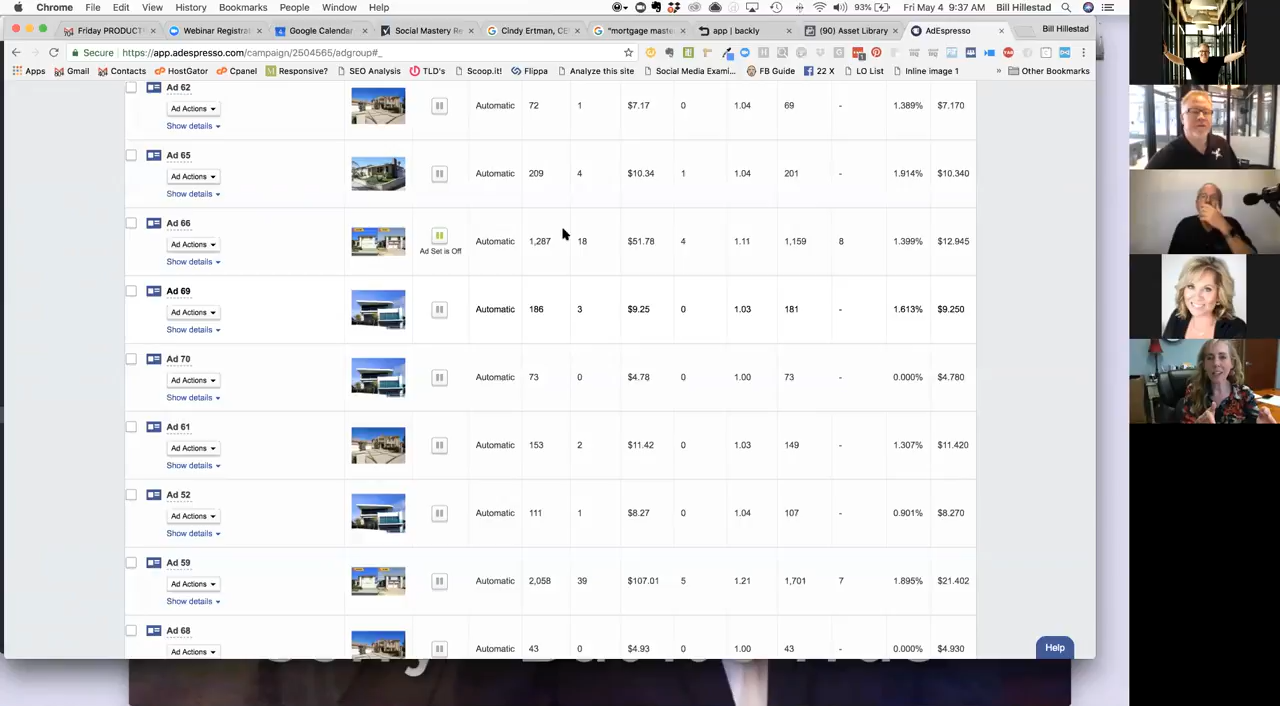 Chrome File Edit View History Bookmarks People Window Help 93% Fri May 4 9:37 AM Bill Hillestad
Friday PRODUCT Webinar Registra Google Calendar Social Mastery Re Cindy Ertman, CE "mortgage maste app | backly (90) Asset Library AdEspresso Bill Hillestad
Secure https://app.adespresso.com/campaign/2504565/adgroup#_
Apps Gmail Contacts HostGator Cpanel Responsive? SEO Analysis TLD's Scoop.it! Flippa Analyze this site Social Media Exami... FB Guide 22 X LO List Inline image 1 » Other Bookmarks
Ad 62
Ad Actions
Automatic 72 1 $7.17 0 1.04 69 - 1.389% $7.170
Show details
Ad 65
Ad Actions
Automatic 209 4 $10.34 1 1.04 201 - 1.914% $10.340
Show details
Ad 66
Ad Actions
Automatic 1,287 18 $51.78 4 1.11 1,159 8 1.399% $12.945
Ad Set is Off
Show details
Ad 69
Ad Actions
Automatic 186 3 $9.25 0 1.03 181 - 1.613% $9.250
Show details
Ad 70
Ad Actions
Automatic 73 0 $4.78 0 1.00 73 - 0.000% $4.780
Show details
Ad 61
Ad Actions
Automatic 153 2 $11.42 0 1.03 149 - 1.307% $11.420
Show details
Ad 52
Ad Actions
Automatic 111 1 $8.27 0 1.04 107 - 0.901% $8.270
Show details
Ad 59
Ad Actions
Automatic 2,058 39 $107.01 5 1.21 1,701 7 1.895% $21.402
Show details
Ad 68
Ad Actions
Automatic 43 0 $4.93 0 1.00 43 - 0.000% $4.930
Help